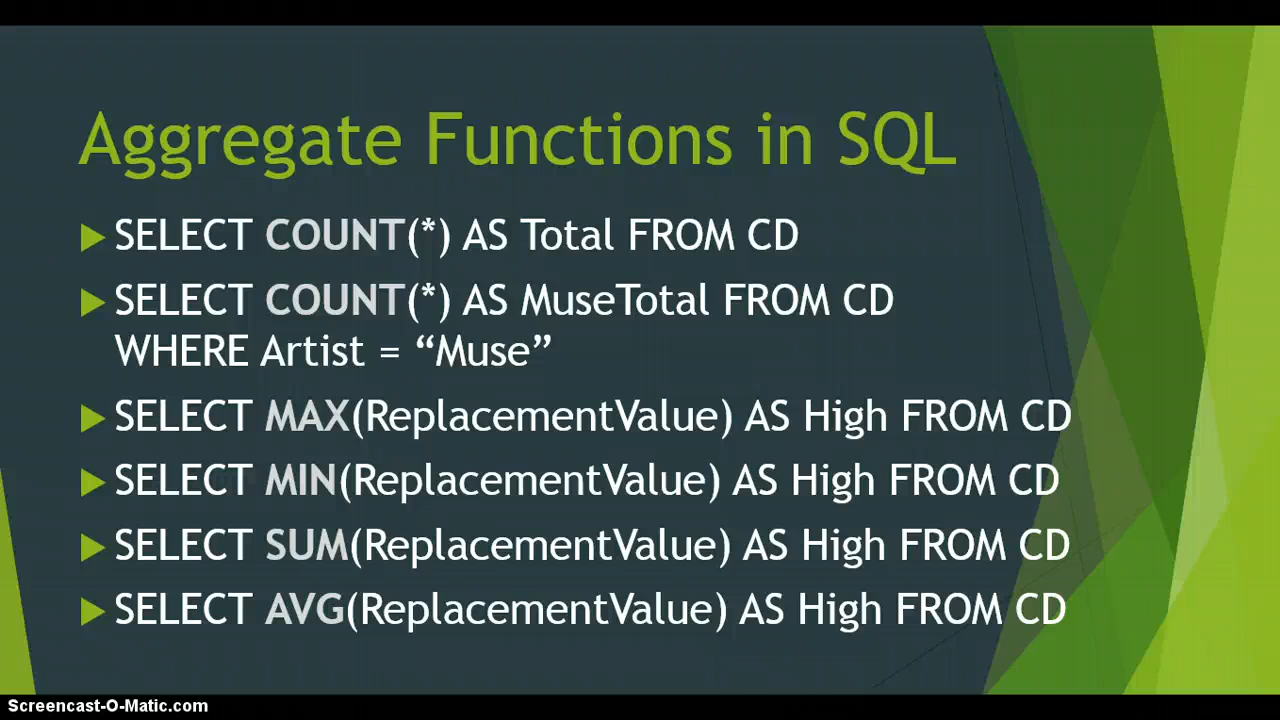 Aggregate Functions in SQL
SELECT COUNT(*) AS Total FROM CD
SELECT COUNT(*) AS MuseTotal FROM CD
WHERE Artist = “Muse”
SELECT MAX(ReplacementValue) AS High FROM CD
SELECT MIN(ReplacementValue) AS High FROM CD
SELECT SUM(ReplacementValue) AS High FROM CD
SELECT AVG(ReplacementValue) AS High FROM CD
Screencast-O-Matic.com